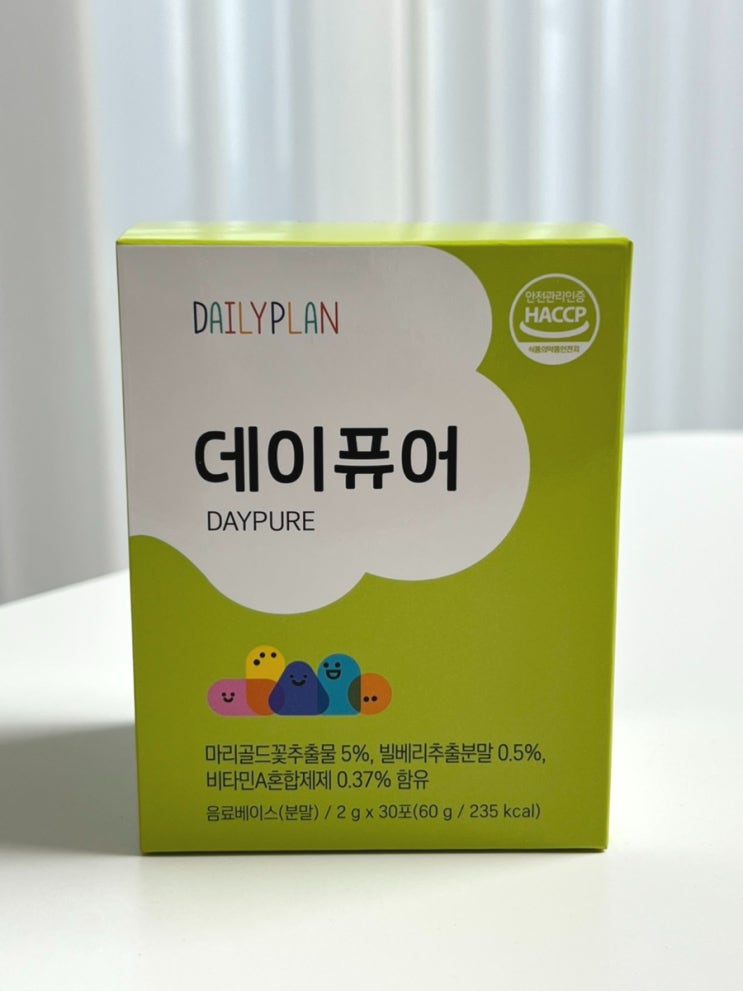 DAILYPLAN
안전관리인증
HACCP
식품의약품안전처
데이퓨어
DAYPURE
마리골드꽃추출물 5%, 빌베리추출분말 0.5%,
비타민A혼합제제 0.37% 함유
음료베이스(분말) / 2 g x 30포(60 g / 235 kcal)